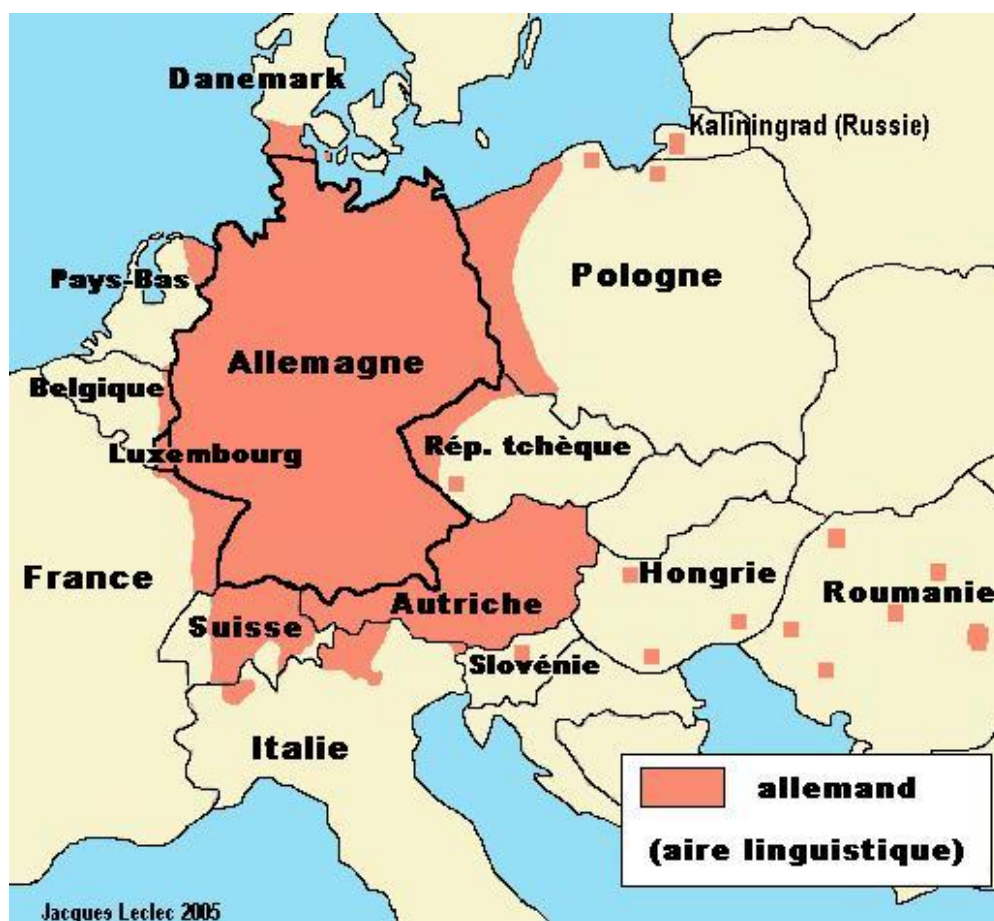 Danemark
Kaliningrad (Russie)
Pays-Bas
Pologne
Allemagne
Belgique
Luxembourg
Rép. tchèque
France
Hongrie
Roumanie
Autriche
Suisse
Slovénie
Italie
allemand
(aire linguistique)
Jacques Leclec 2005